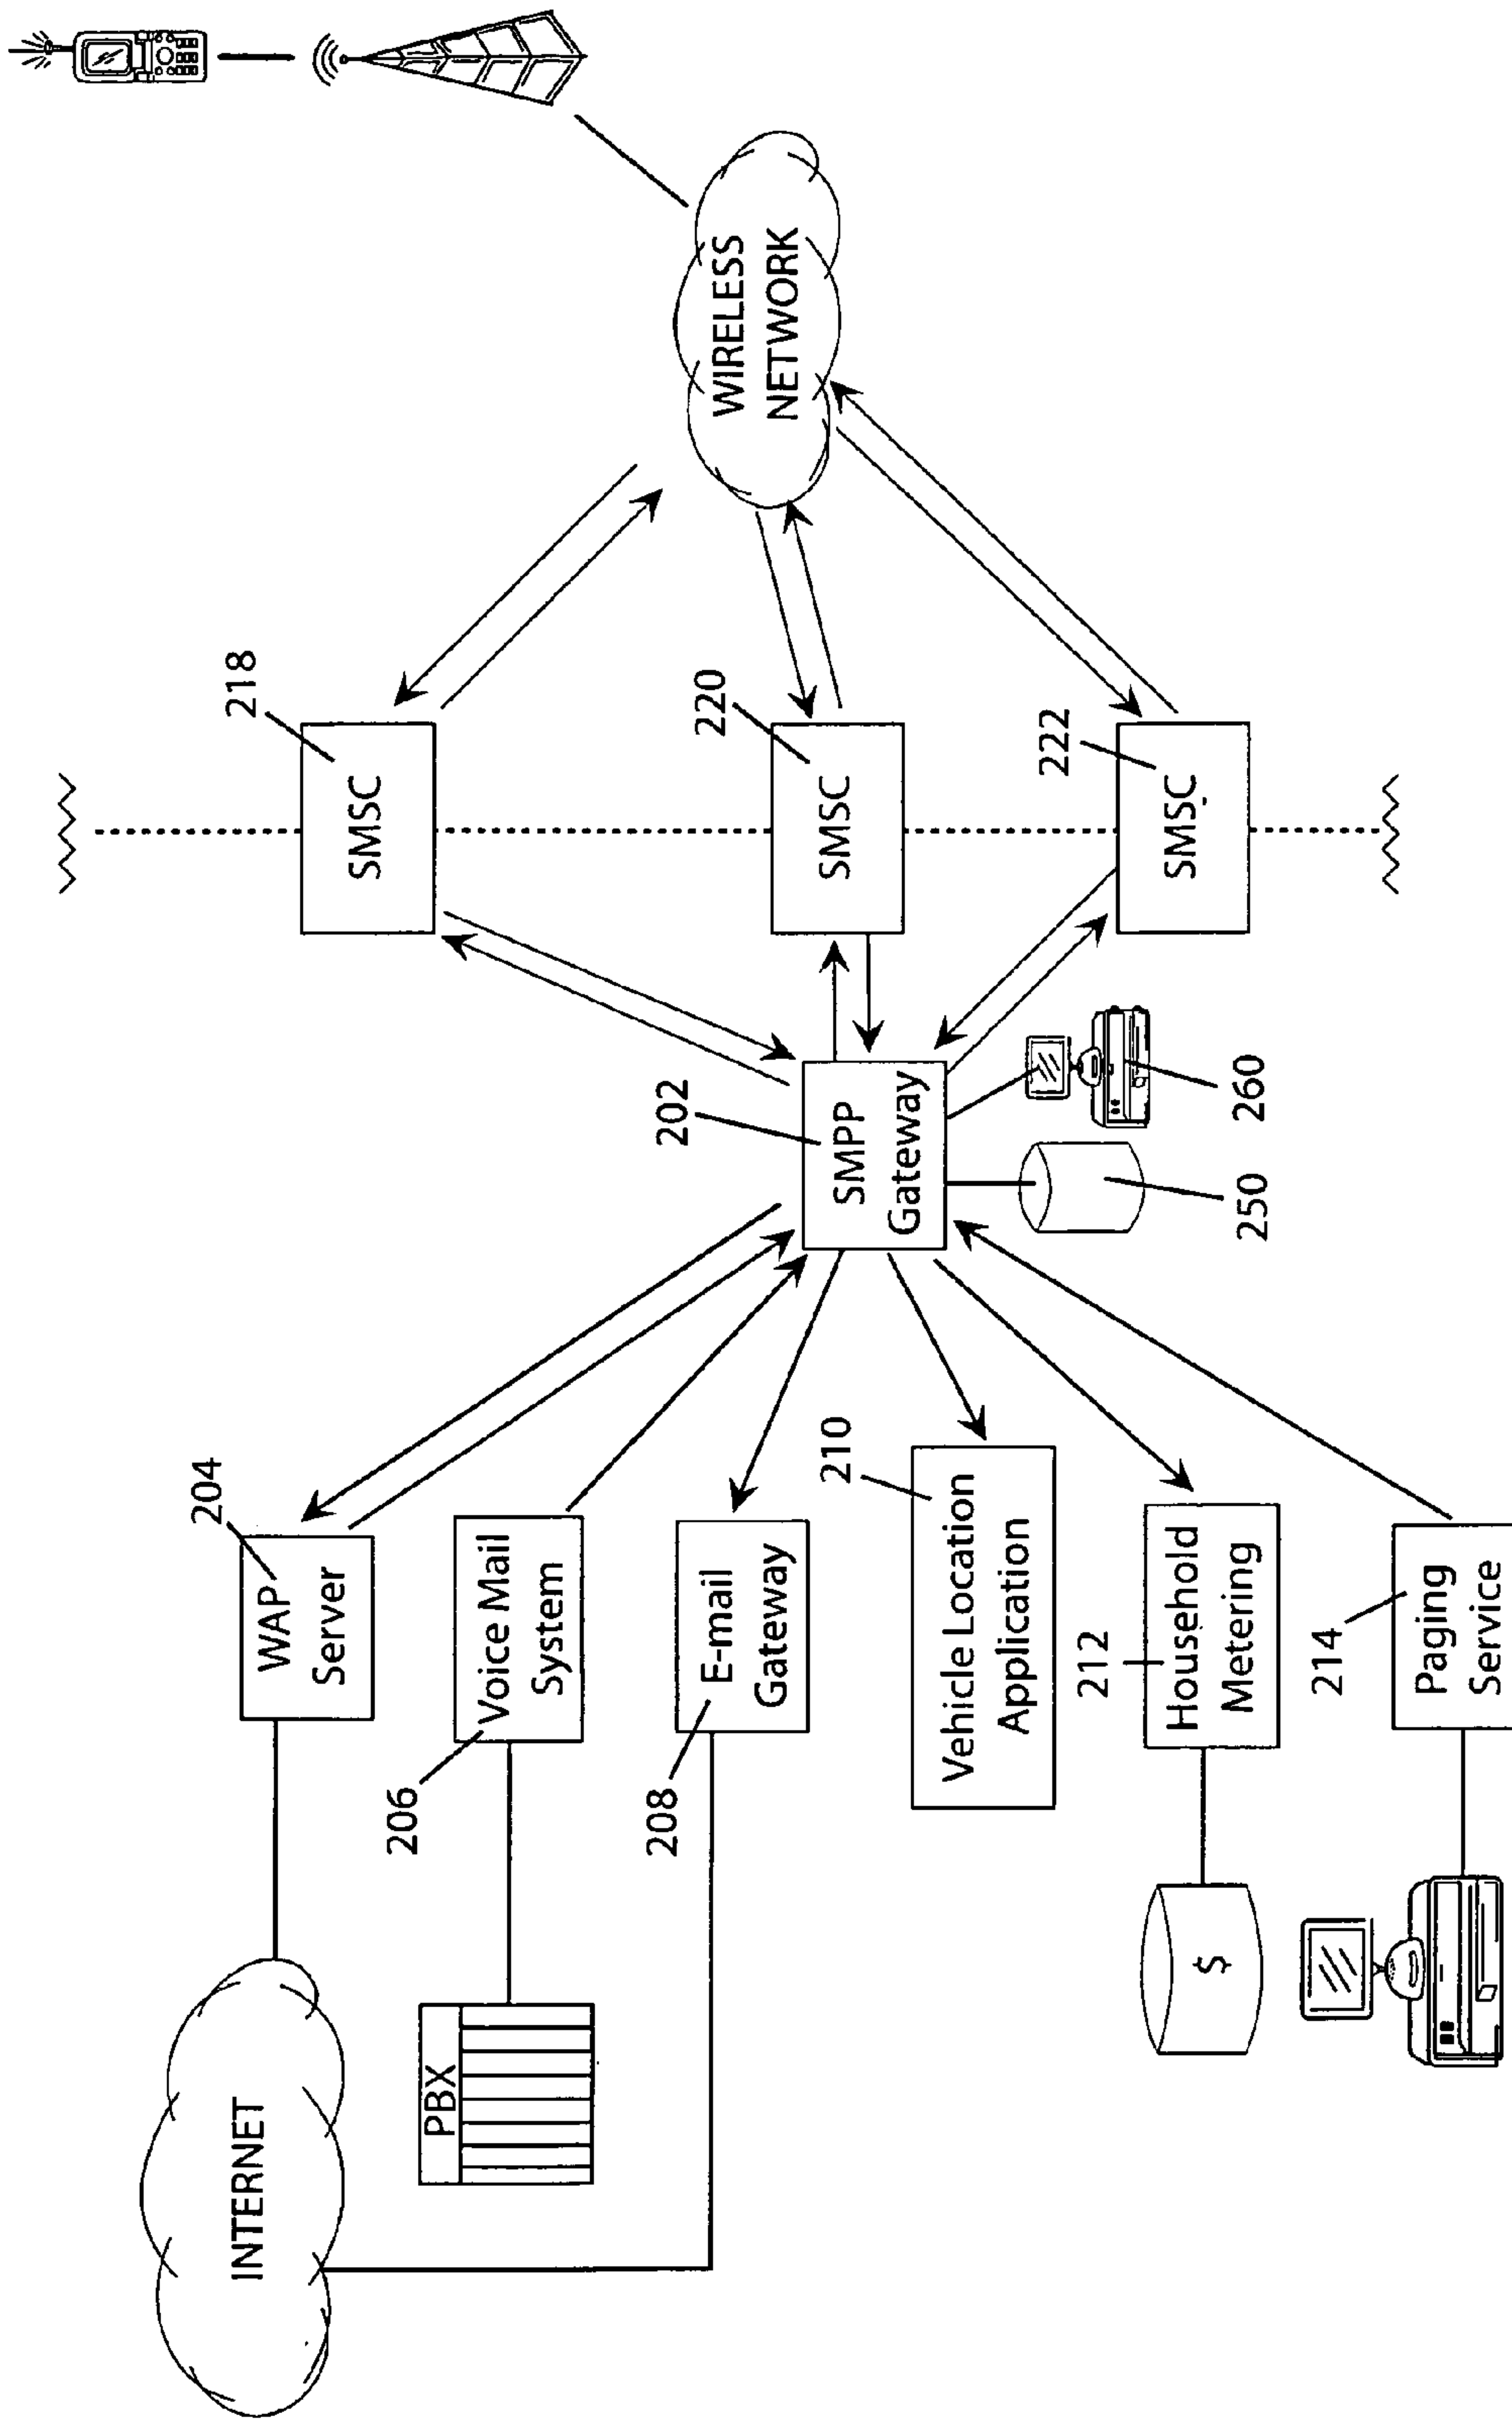 INTERNET
PBX
204
WAP
Server
206
Voice Mail
System
208
E-mail
Gateway
210
Vehicle Location
Application
212
Household
Metering
$
214
Paging
Service
202
SMPP
Gateway
250
260
218
SMSC
220
SMSC
222
SMSC
WIRELESS
NETWORK